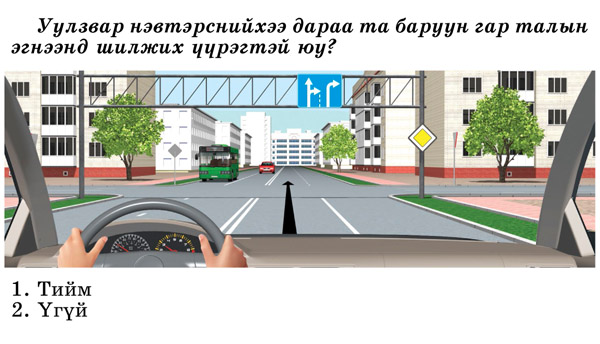 Уулзвар нэвтэрснийхээ дараа та баруун гар талын
эгнээнд шилжих үүрэгтэй юу?
1. Тийм
2. Үгүй